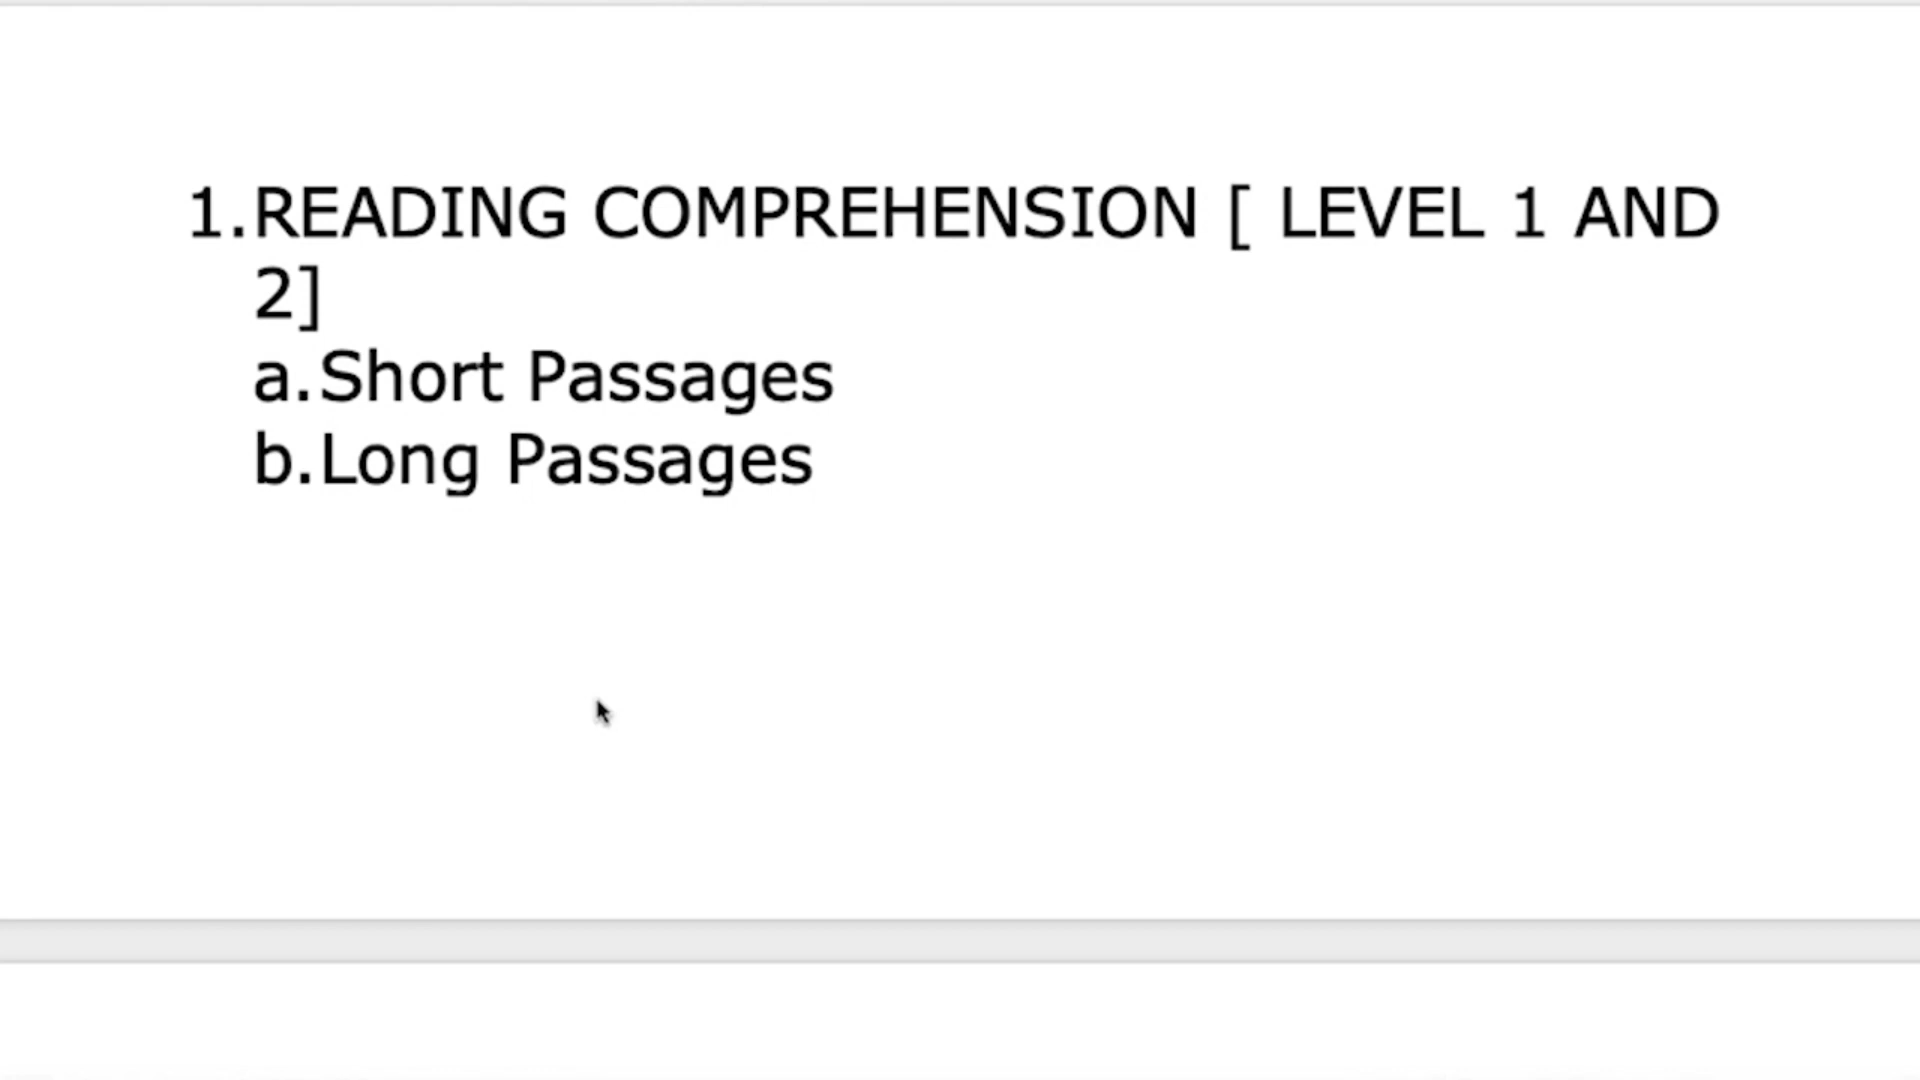 1.READING COMPREHENSION [ LEVEL 1 AND
2]
a.Short Passages
b.Long Passages